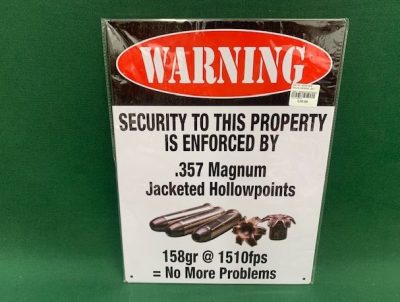 WARNING
SECURITY TO THIS PROPERTY
IS ENFORCED BY
.357 Magnum
Jacketed Hollowpoints
158gr @ 1510fps
= No More Problems